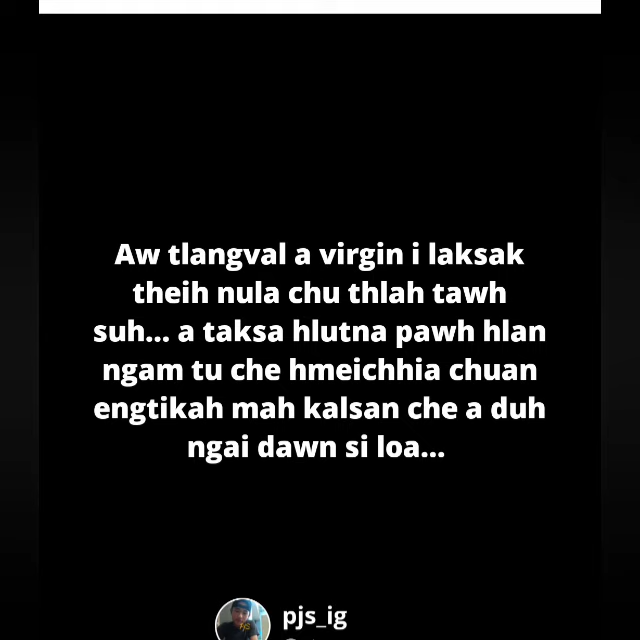 Aw tlangval a virgin i laksak
theih nula chu thlah tawh
suh... a taksa hlutna pawh hlan
ngam tu che hmeichhia chuan
engtikah mah kalsan che a duh
ngai dawn si loa...
pjs_ig